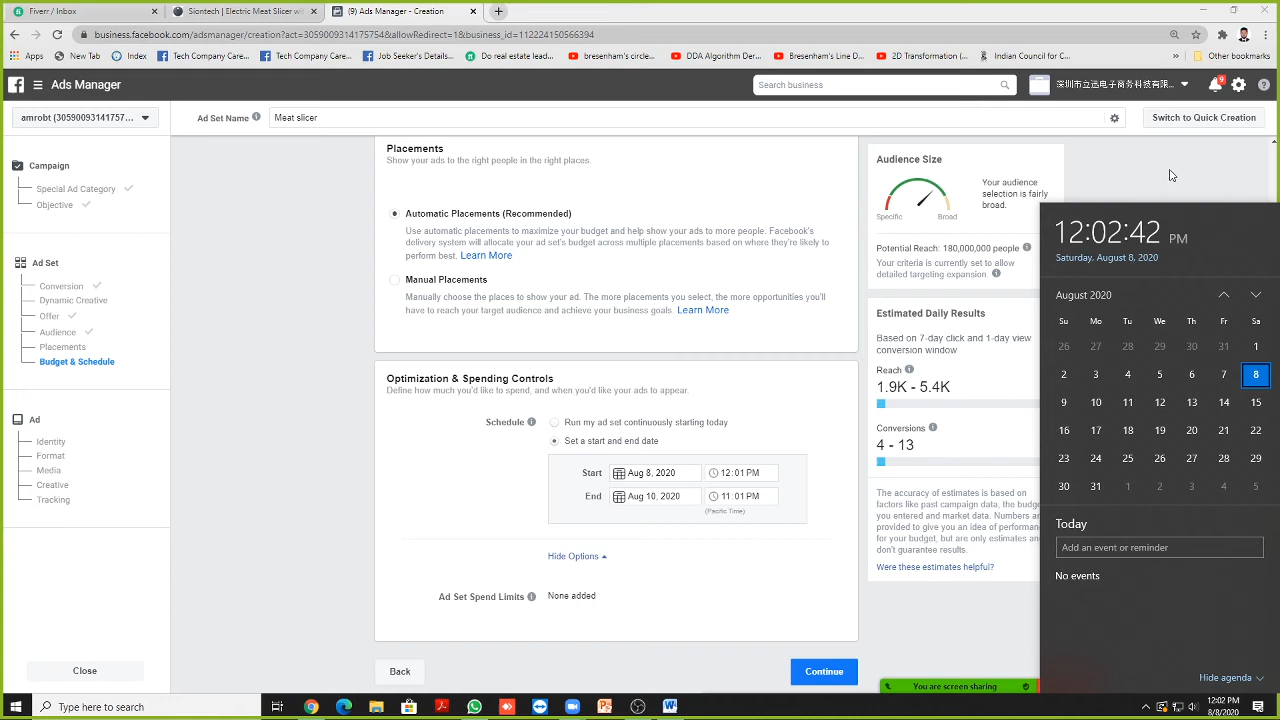 Fiverr / Inbox
Siontech | Electric Meat Slicer wi
(9) Ads Manager - Creation
business.facebook.com/adsmanager/creation?act=305900931417575​4&allowRedirect=1&business_id=112224150566394
Apps
How To Vid
Index
Tech Company Care...
Tech Company Care...
Job Seeker's Details...
Do real estate lead...
bresenham's circle...
DDA Algorithm Der...
Bresenham's Line D...
2D Transformation (...
Indian Council for C...
Other bookmarks
Ads Manager
Search business
深圳市立迅电子商务科技有限...
9
amrobt (30590093141757...
Ad Set Name
Meat slicer
Switch to Quick Creation
Campaign
Special Ad Category
Objective
Ad Set
Conversion
Dynamic Creative
Offer
Audience
Placements
Budget & Schedule
Ad
Identity
Format
Media
Creative
Tracking
Close
Placements
Show your ads to the right people in the right places.
Automatic Placements (Recommended)
Use automatic placements to maximize your budget and help show your ads to more people. Facebook's
delivery system will allocate your ad set's budget across multiple placements based on where they're likely to
perform best. Learn More
Manual Placements
Manually choose the places to show your ad. The more placements you select, the more opportunities you'll
have to reach your target audience and achieve your business goals. Learn More
Optimization & Spending Controls
Define how much you'd like to spend, and when you'd like your ads to appear.
Schedule
Run my ad set continuously starting today
Set a start and end date
Start Aug 8, 2020 12:01 PM
End Aug 10, 2020 11:01 PM
(Pacific Time)
Hide Options
Ad Set Spend Limits None added
Back
Continue
Audience Size
Specific
Broad
Your audience
selection is fairly
broad.
Potential Reach: 180,000,000 people
Your criteria is currently set to allow
detailed targeting expansion.
Estimated Daily Results
Based on 7-day click and 1-day view
conversion window
Reach
1.9K - 5.4K
Conversions
4 - 13
The accuracy of estimates is based on
factors like past campaign data, the budge
you entered and market data. Numbers are
provided to give you an idea of performan
for your budget, but are only estimates an
don't guarantee results.
Were these estimates helpful?
12:02:42 PM
Saturday, August 8, 2020
August 2020
Su Mo Tu We Th Fr Sa
26 27 28 29 30 31 1
2 3 4 5 6 7 8
9 10 11 12 13 14 15
16 17 18 19 20 21 22
23 24 25 26 27 28 29
30 31 1 2 3 4 5
Today
Add an event or reminder
No events
Hide agenda
You are screen sharing
Type here to search
12:02 PM
8/8/2020